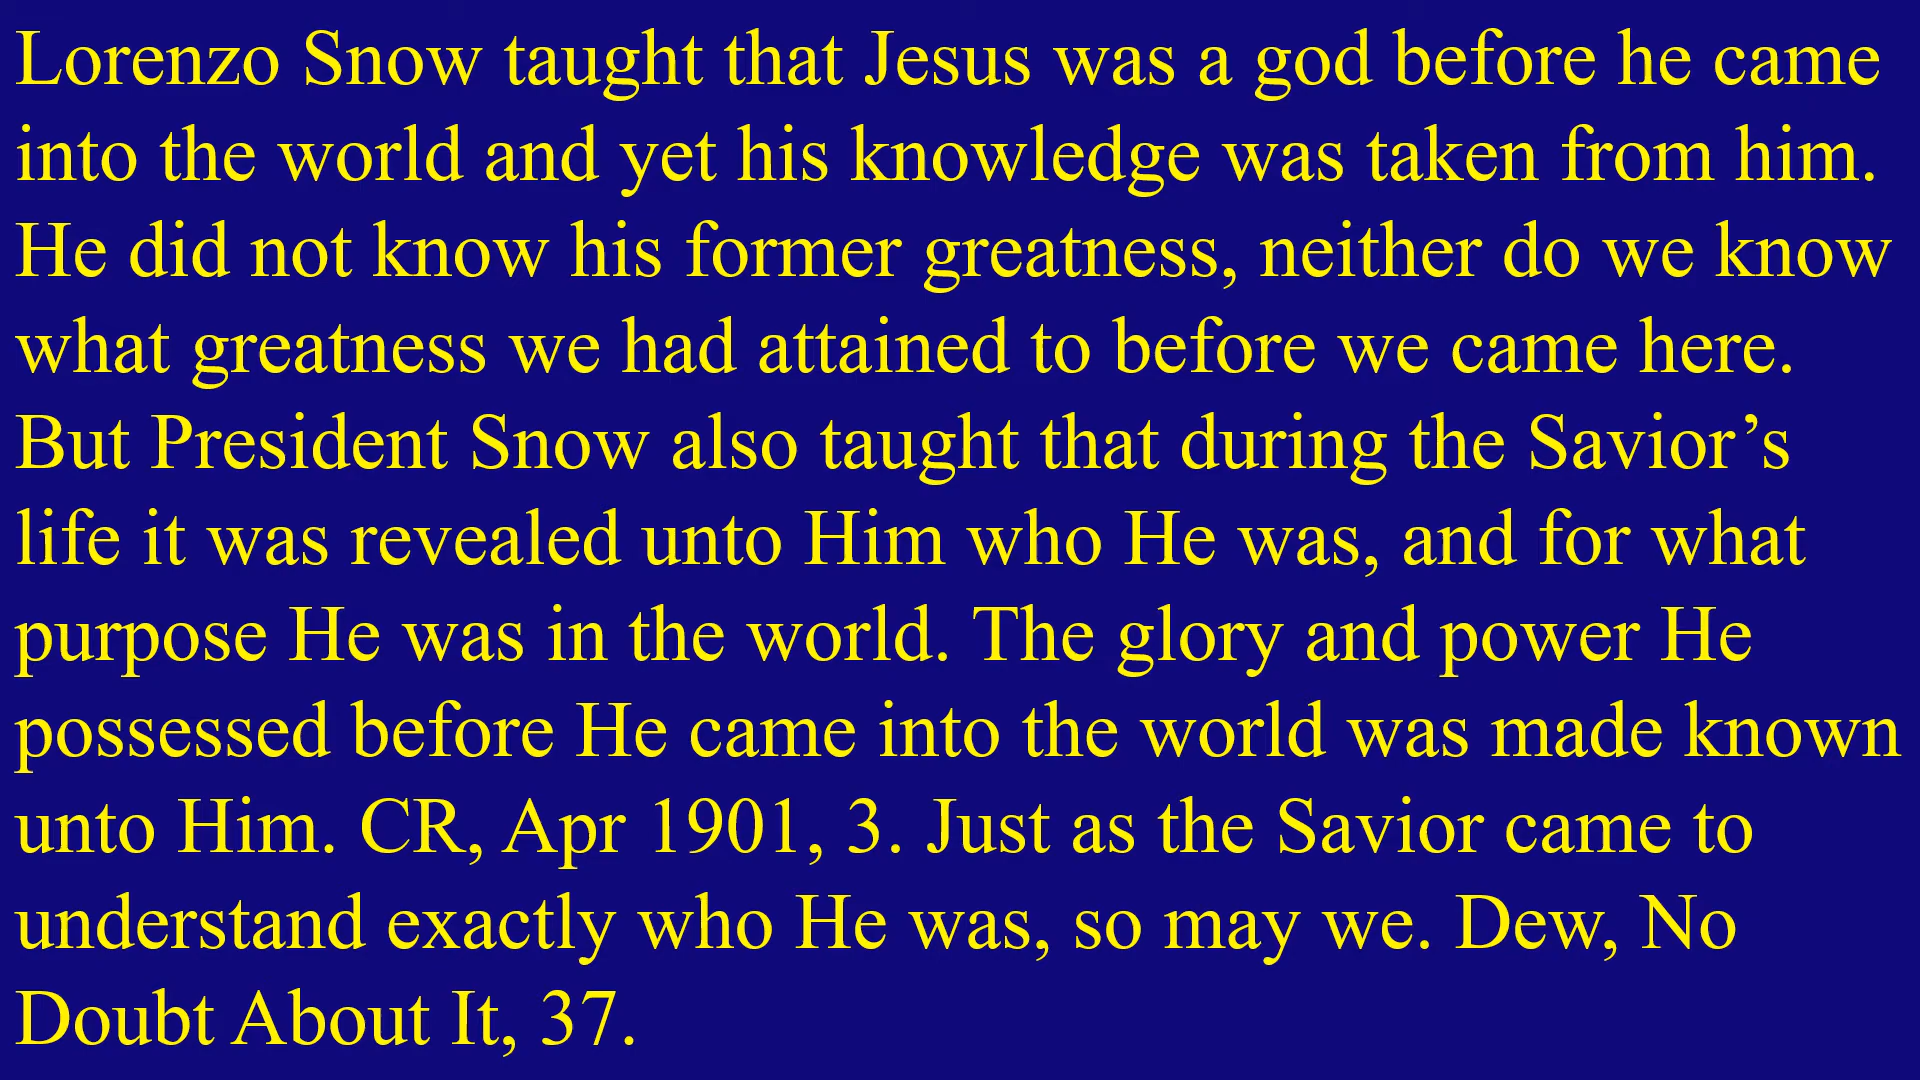 Lorenzo Snow taught that Jesus was a god before he came
into the world and yet his knowledge was taken from him.
He did not know his former greatness, neither do we know
what greatness we had attained to before we came here.
But President Snow also taught that during the Savior’s
life it was revealed unto Him who He was, and for what
purpose He was in the world. The glory and power He
possessed before He came into the world was made known
unto Him. CR, Apr 1901, 3. Just as the Savior came to
understand exactly who He was, so may we. Dew, No
Doubt About It, 37.